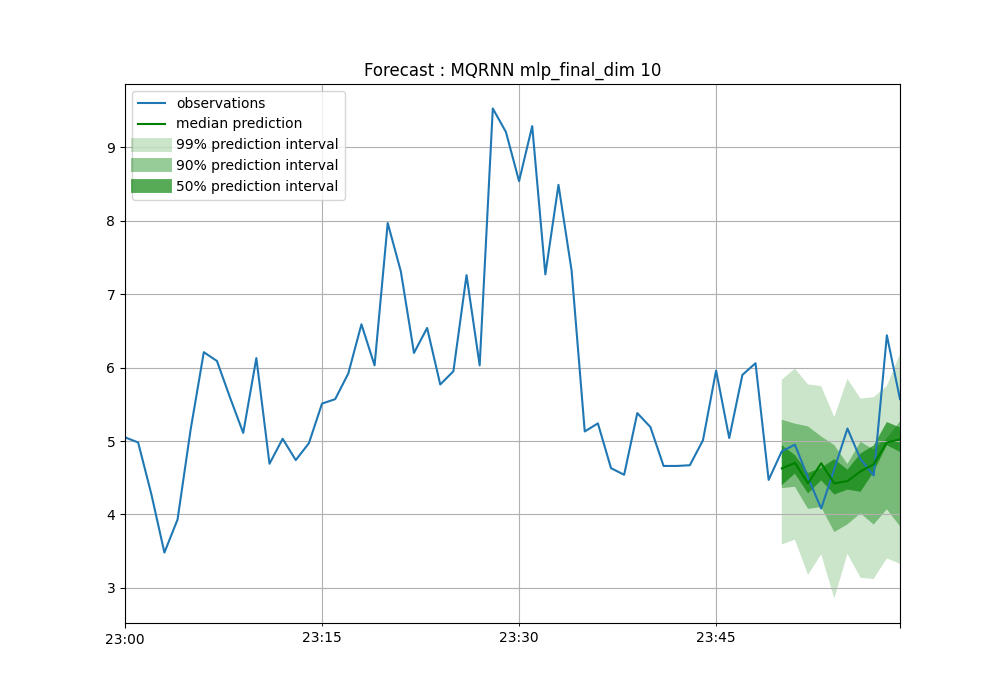 Forecast : MQRNN mlp_final_dim 10
observations
median prediction
99% prediction interval
90% prediction interval
50% prediction interval
9
8
7
6
5
4
3
23:00
23:15
23:30
23:45